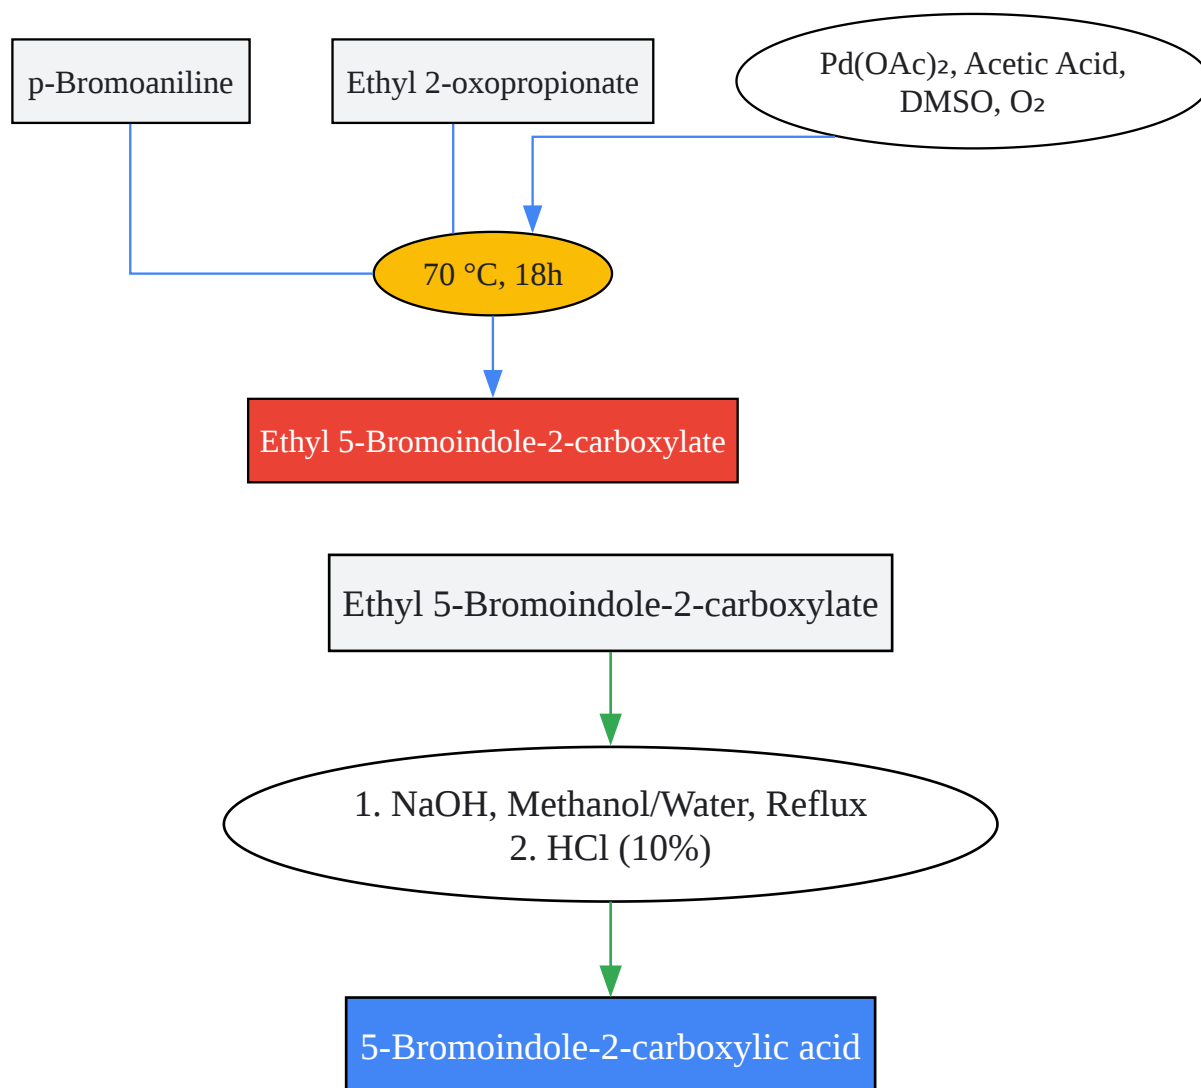 p-Bromoaniline
Ethyl 2-oxopropionate
Pd(OAc)₂, Acetic Acid,
DMSO, O₂
70 °C, 18h
Ethyl 5-Bromoindole-2-carboxylate
Ethyl 5-Bromoindole-2-carboxylate
1. NaOH, Methanol/Water, Reflux
2. HCl (10%)
5-Bromoindole-2-carboxylic acid